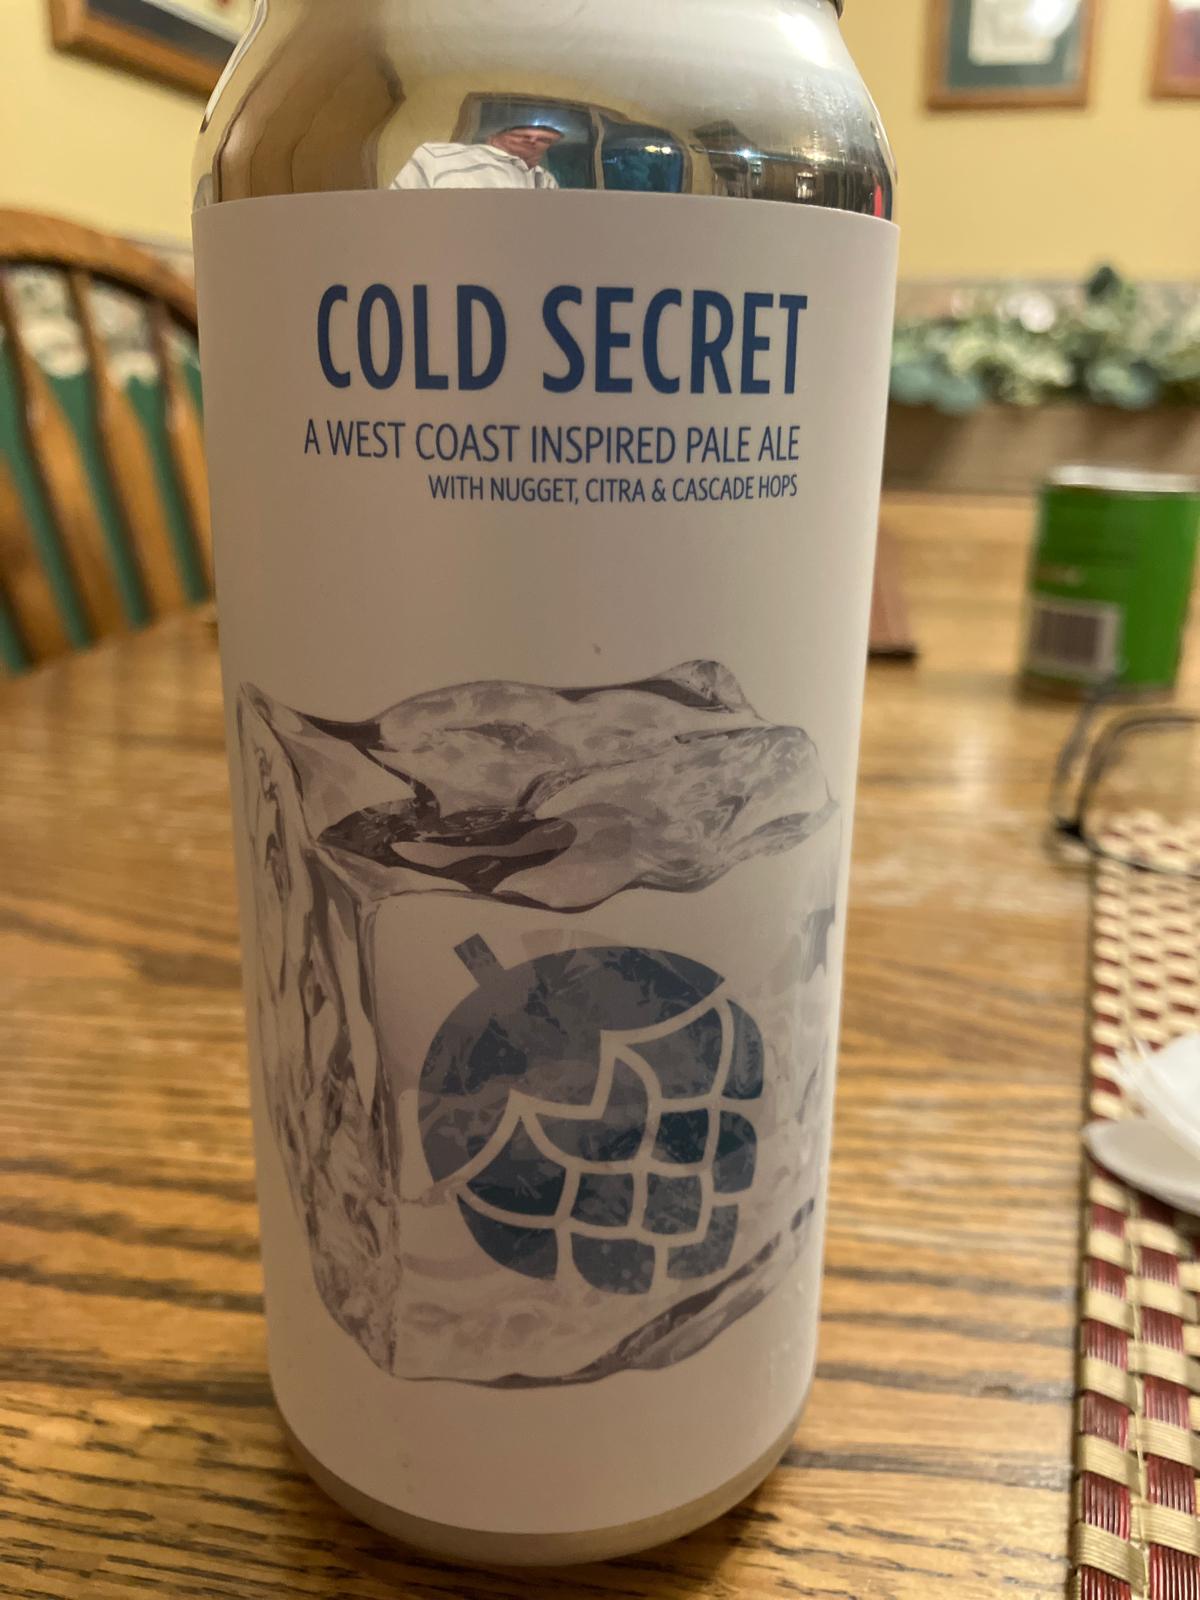 COLD SECRET
A WEST COAST INSPIRED PALE ALE
WITH NUGGET, CITRA & CASCADE HOPS